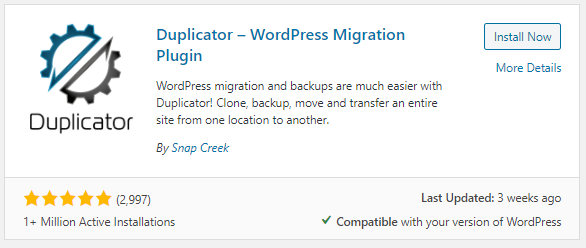 Duplicator
Duplicator – WordPress Migration
Plugin
WordPress migration and backups are much easier with
Duplicator! Clone, backup, move and transfer an entire
site from one location to another.
By Snap Creek
Install Now
More Details
(2,997)
1+ Million Active Installations
Last Updated: 3 weeks ago
Compatible with your version of WordPress